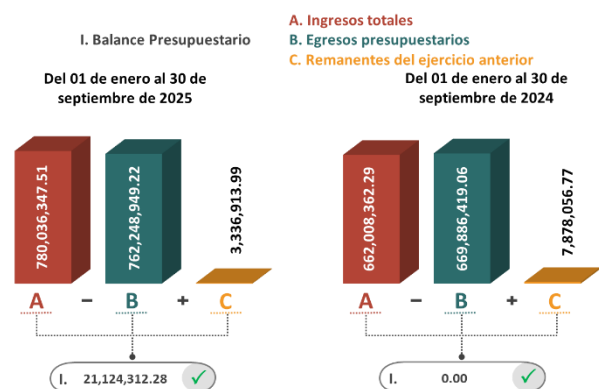 A. Ingresos totales
I. Balance Presupuestario
B. Egresos presupuestarios
C. Remanentes del ejercicio anterior
Del 01 de enero al 30 de
septiembre de 2025
Del 01 de enero al 30 de
septiembre de 2024
780,036,347.51
762,248,949.22
3,336,913.99
662,008,362.29
669,886,419.06
7,878,056.77
A – B + C
A – B + C
I. 21,124,312.28 ✓
I. 0.00 ✓